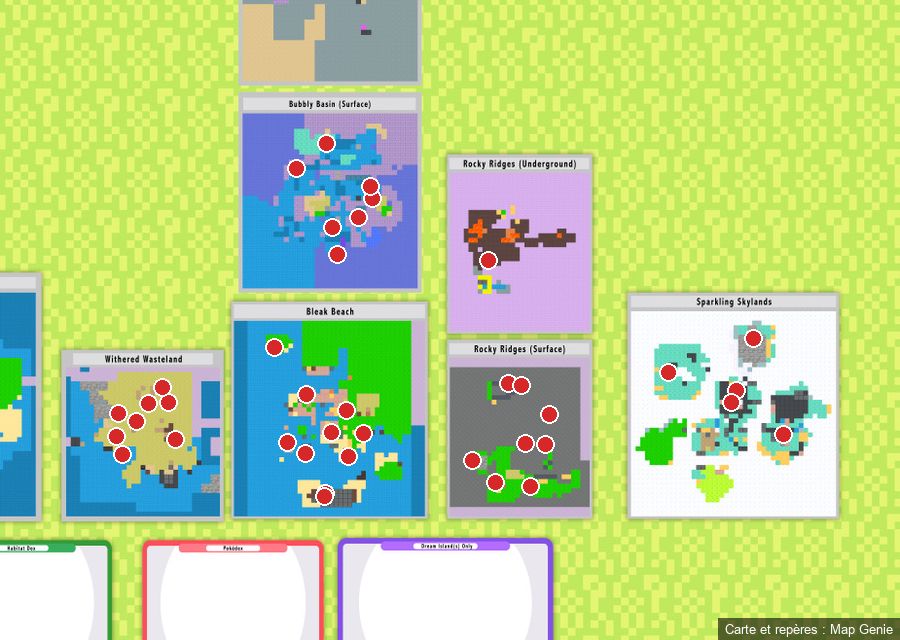 Bubbly Basin (Surface)
Rocky Ridges (Underground)
Sparkling Skylands
Bleak Beach
Rocky Ridges (Surface)
Withered Wasteland
Habitat Dex
Pokédex
Dream Island(s) Only
Carte et repères : Map Genie